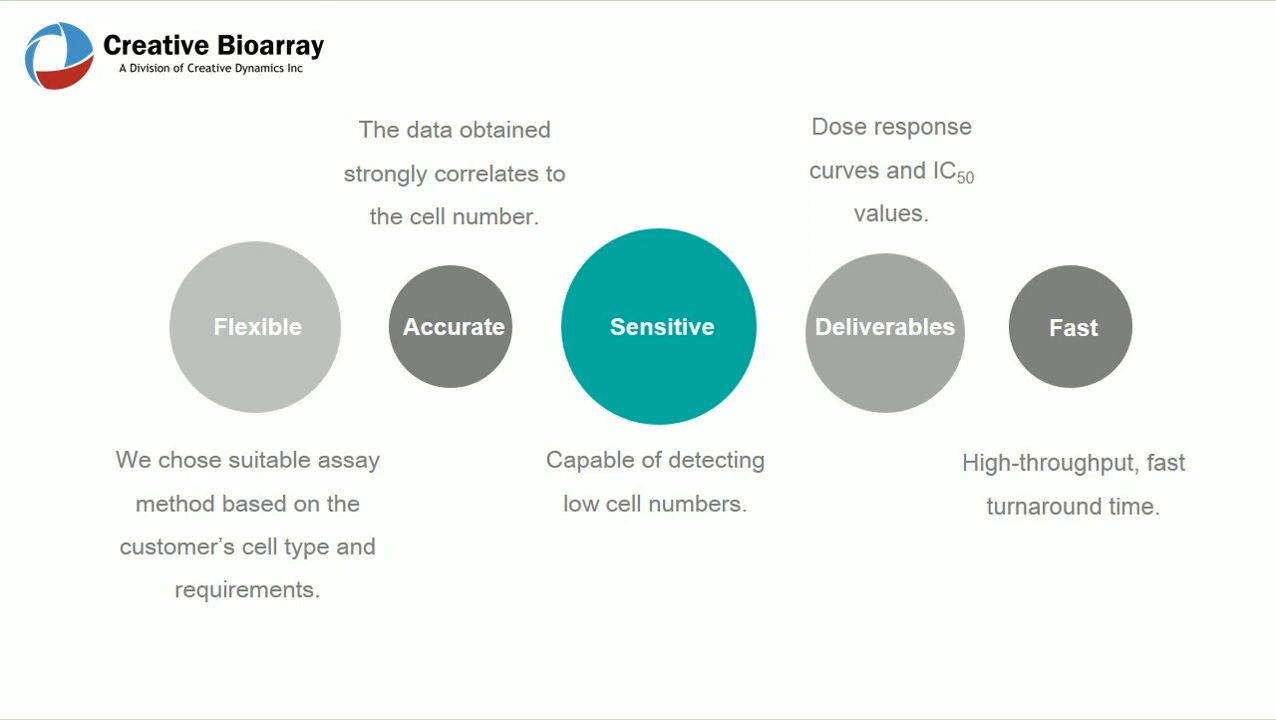 Creative Bioarray
A Division of Creative Dynamics Inc
The data obtained
strongly correlates to
the cell number.
Dose response
curves and IC₅₀
values.
Flexible
Accurate
Sensitive
Deliverables
Fast
We chose suitable assay
method based on the
customer’s cell type and
requirements.
Capable of detecting
low cell numbers.
High-throughput, fast
turnaround time.